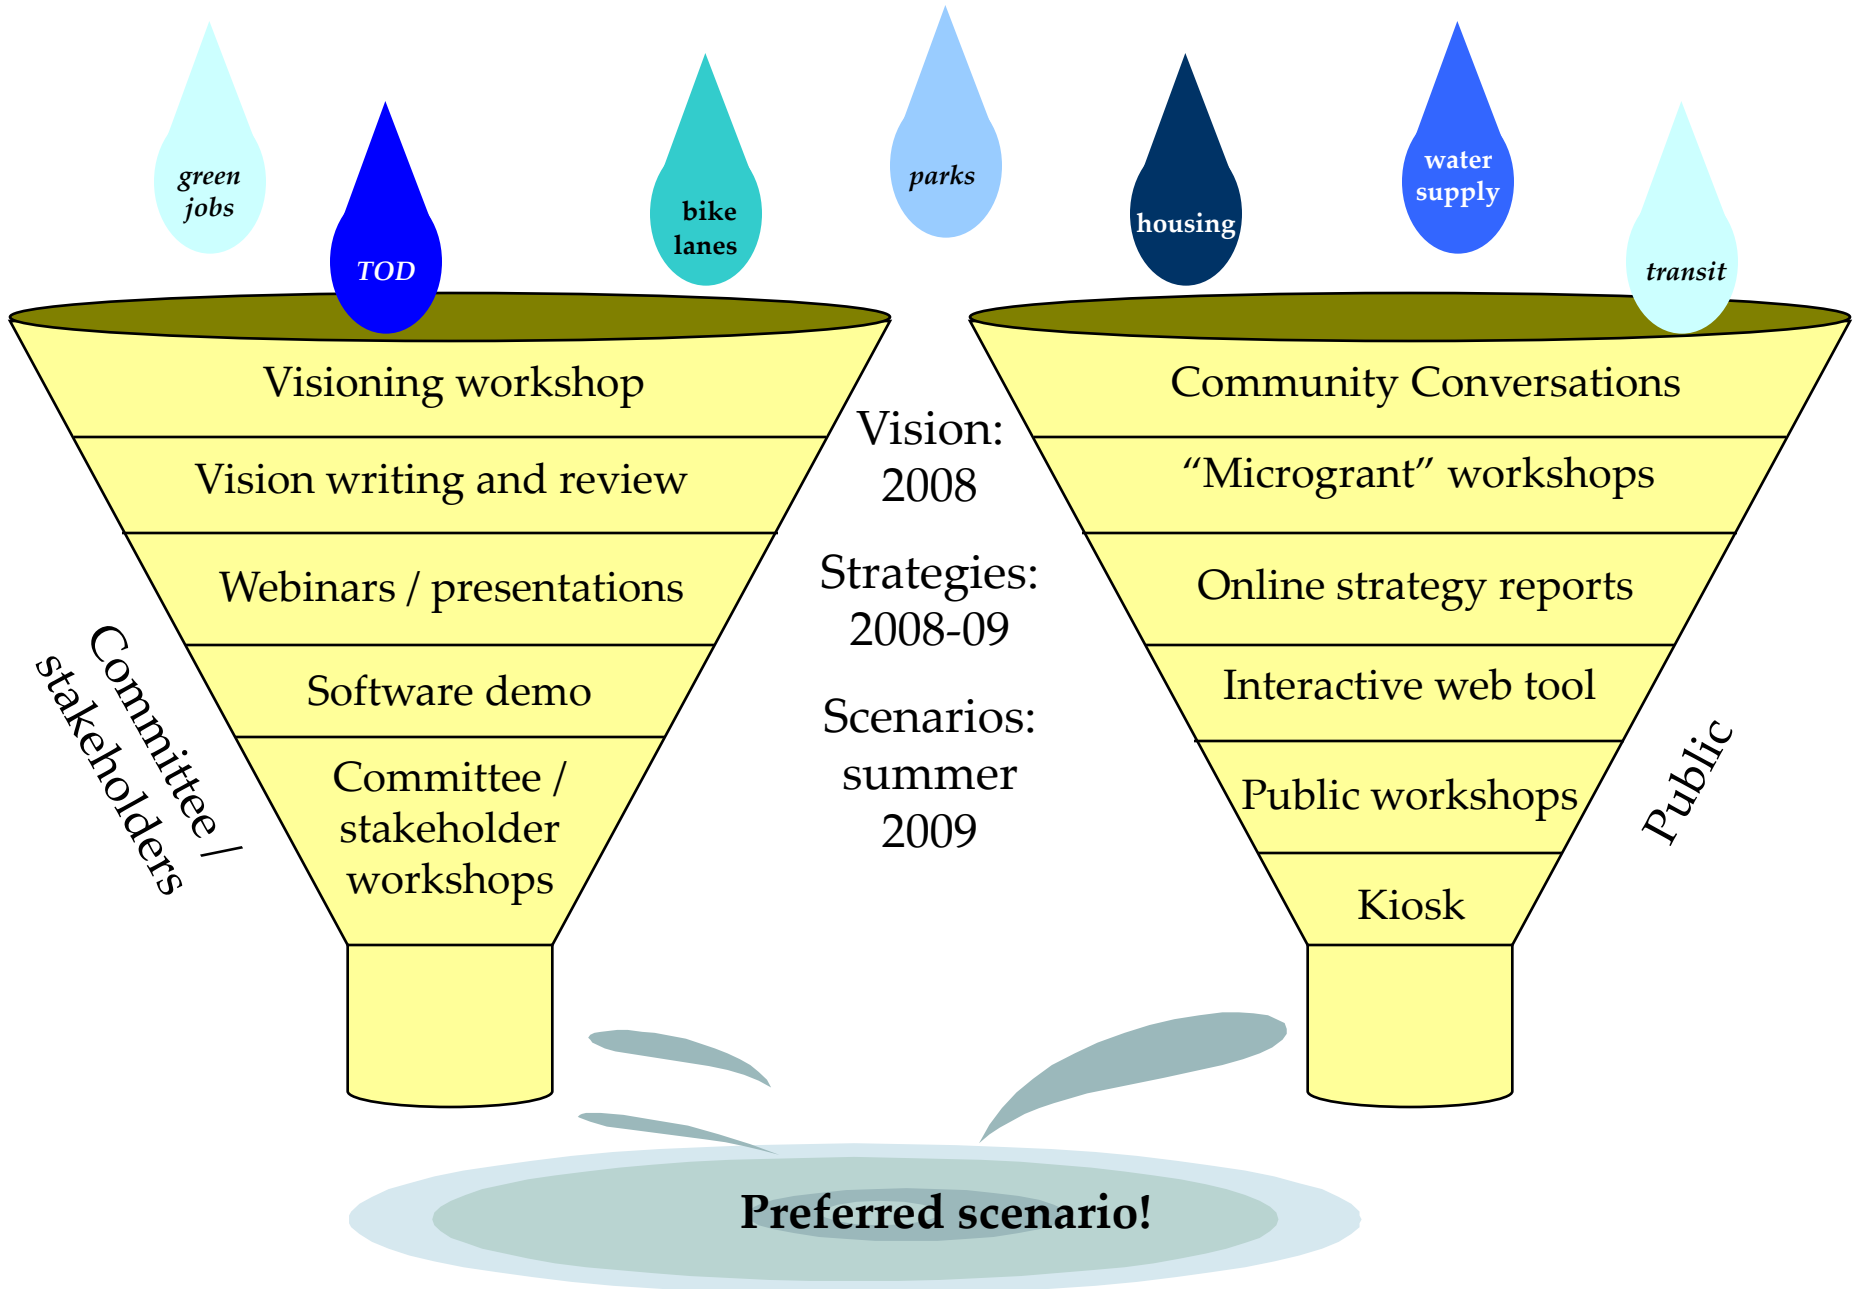 green
jobs
TOD
bike
lanes
parks
housing
water
supply
transit
Visioning workshop
Vision writing and review
Webinars / presentations
Software demo
Committee /
stakeholder
workshops
Committee /
stakeholders
Vision:
2008
Strategies:
2008-09
Scenarios:
summer
2009
Community Conversations
“Microgrant” workshops
Online strategy reports
Interactive web tool
Public workshops
Kiosk
Public
Preferred scenario!